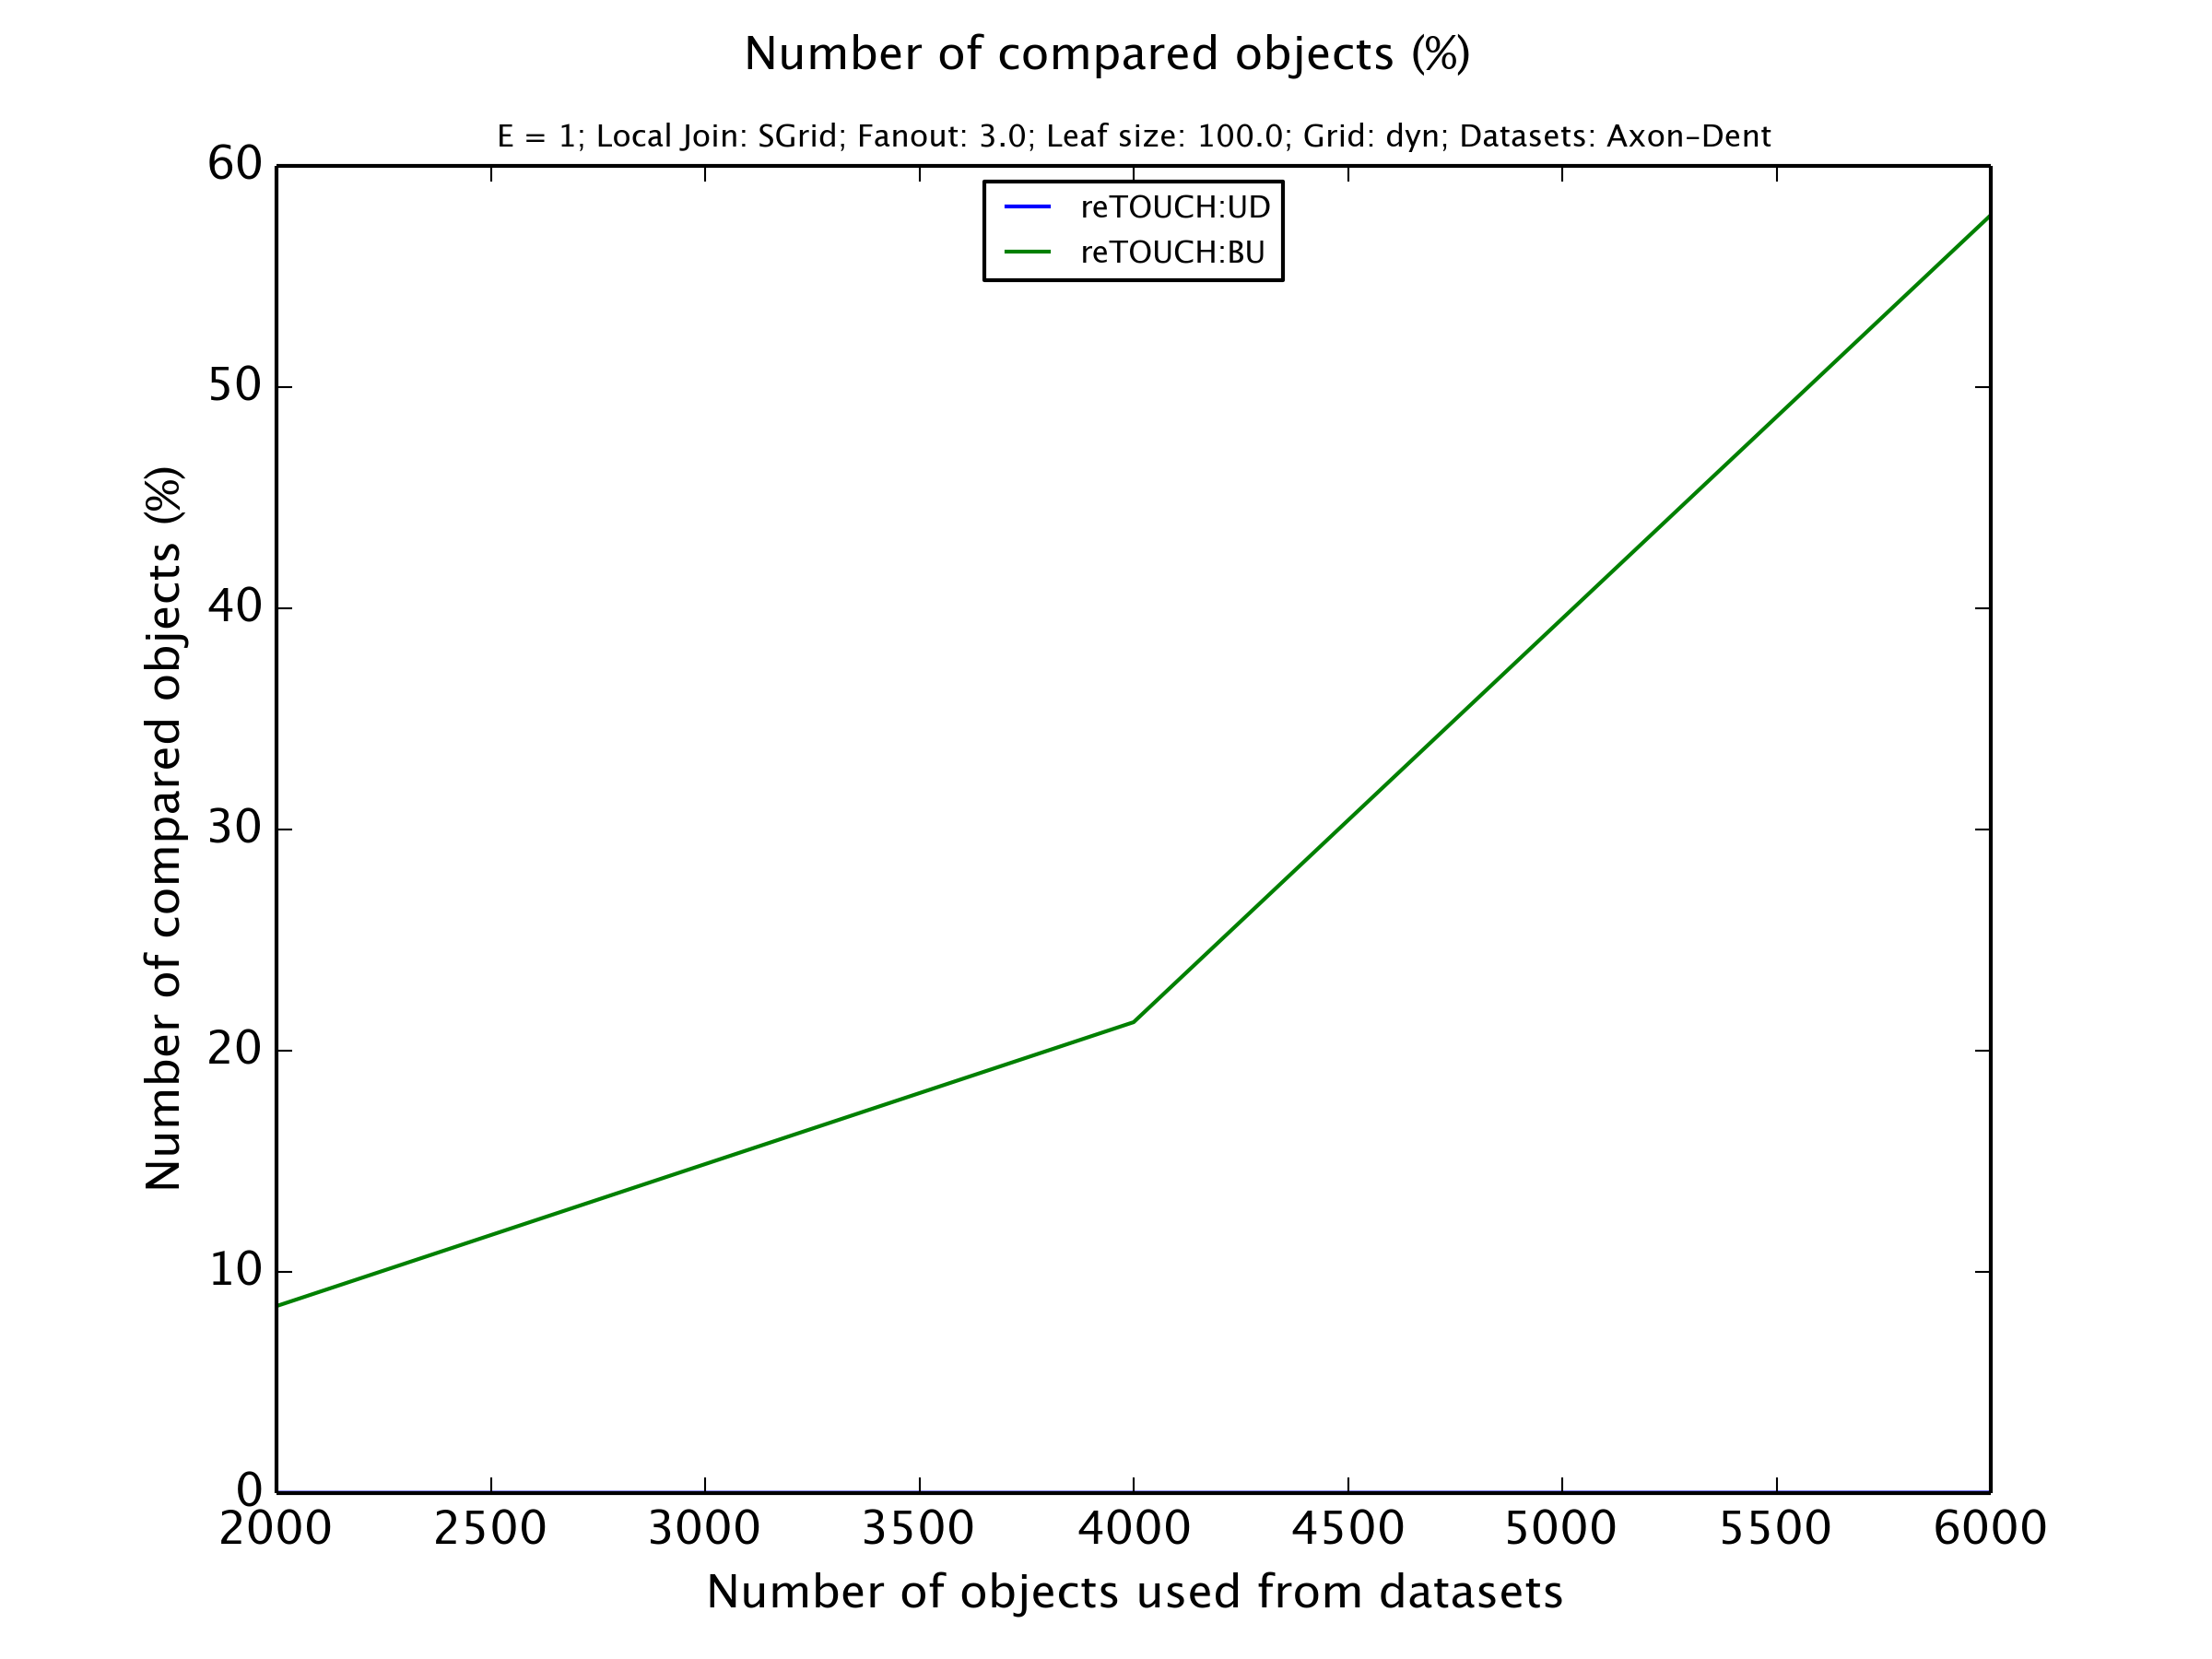 Number of compared objects (%)
E = 1; Local Join: SGrid; Fanout: 3.0; Leaf size: 100.0; Grid: dyn; Datasets: Axon-Dent
reTOUCH:UD
reTOUCH:BU
Number of compared objects (%)
60
50
40
30
20
10
0
2000 2500 3000 3500 4000 4500 5000 5500 6000
Number of objects used from datasets